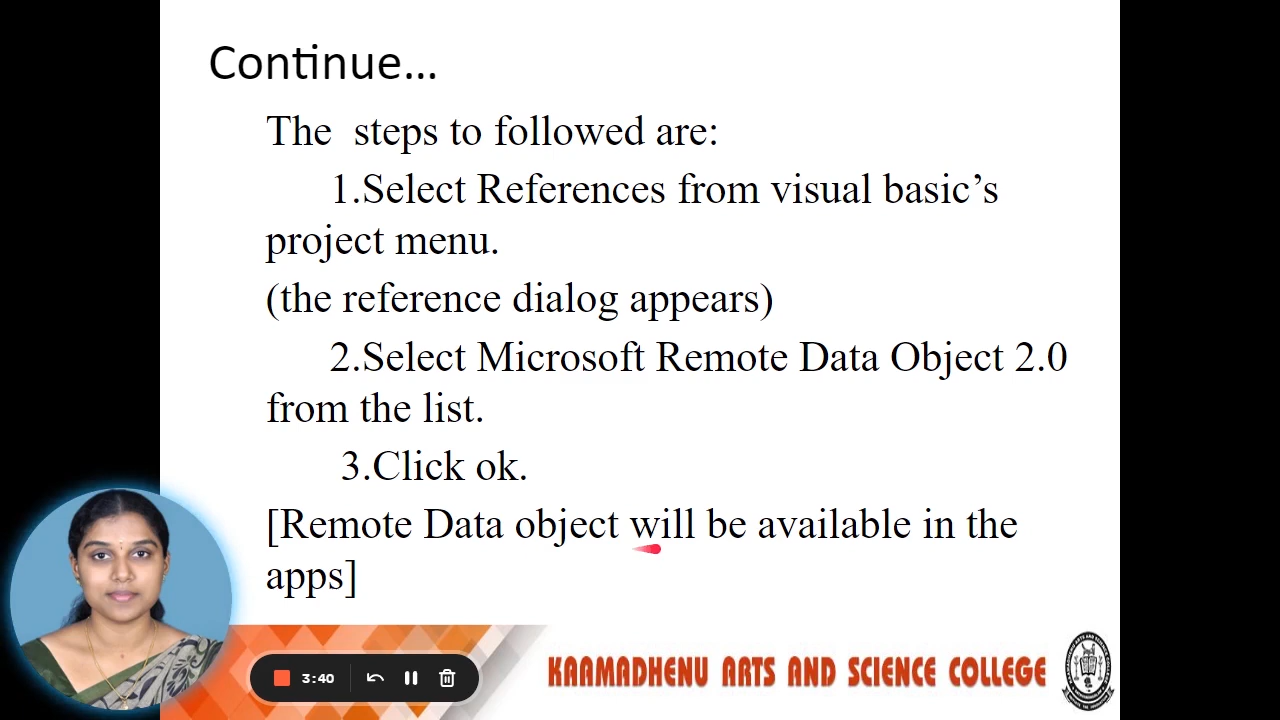 Continue…
The steps to followed are:
1.Select References from visual basic’s
project menu.
(the reference dialog appears)
2.Select Microsoft Remote Data Object 2.0
from the list.
3.Click ok.
[Remote Data object will be available in the
apps]
3:40
KAAMADHENU ARTS AND SCIENCE COLLEGE